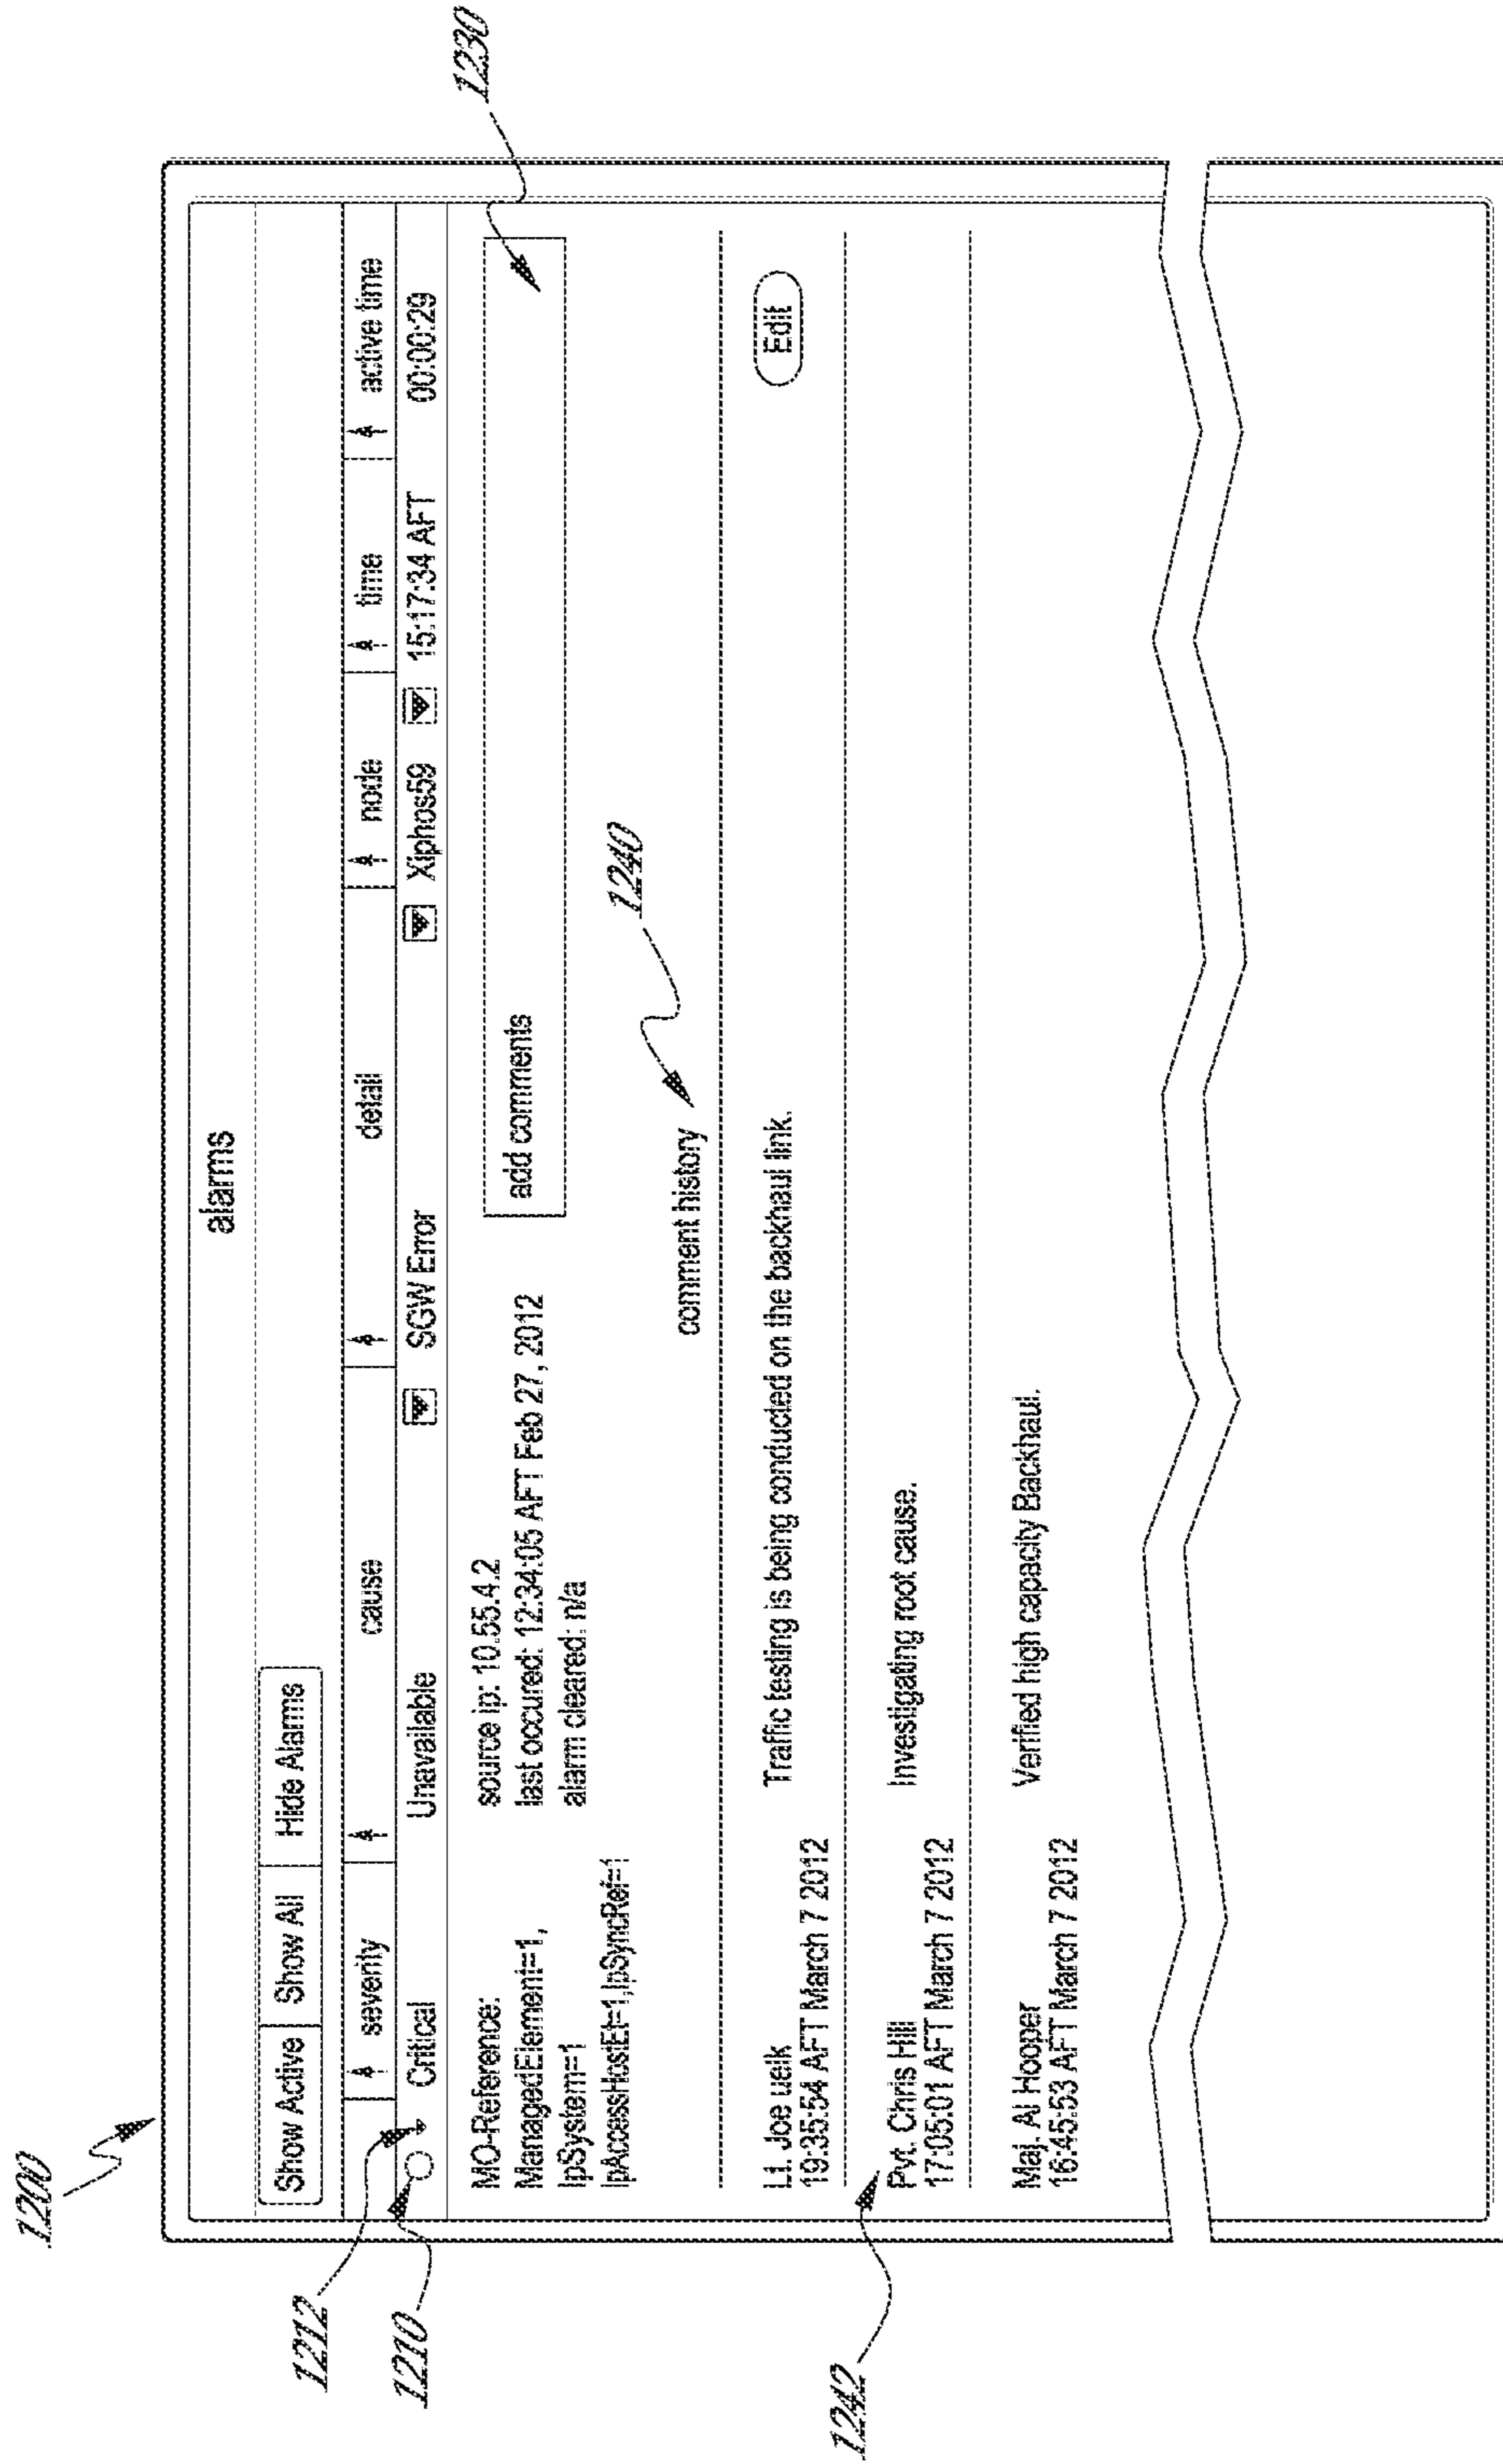 1200
alarms
Show Active Show All Hide Alarms
severity cause detail node time active time
1212
1210
Critical Unavailable SGW Error Xiphos59 15:17:34 AFT 00:00:29
MO-Reference:
ManagedElement=1,
IpSystem=1
IpAccessHostEt=1,IpSyncRef=1
source ip: 10.55.4.2
last occured: 12:34:05 AFT Feb 27, 2012
alarm cleared: n/a
add comments
1230
comment history
1240
Lt. Joe uelk
19:35:54 AFT March 7 2012
Traffic testing is being conducted on the backhaul link.
Edit
1242
Pvt. Chris Hill
17:05:01 AFT March 7 2012
Investigating root cause.
Maj. Al Hooper
16:45:53 AFT March 7 2012
Verified high capacity Backhaul.